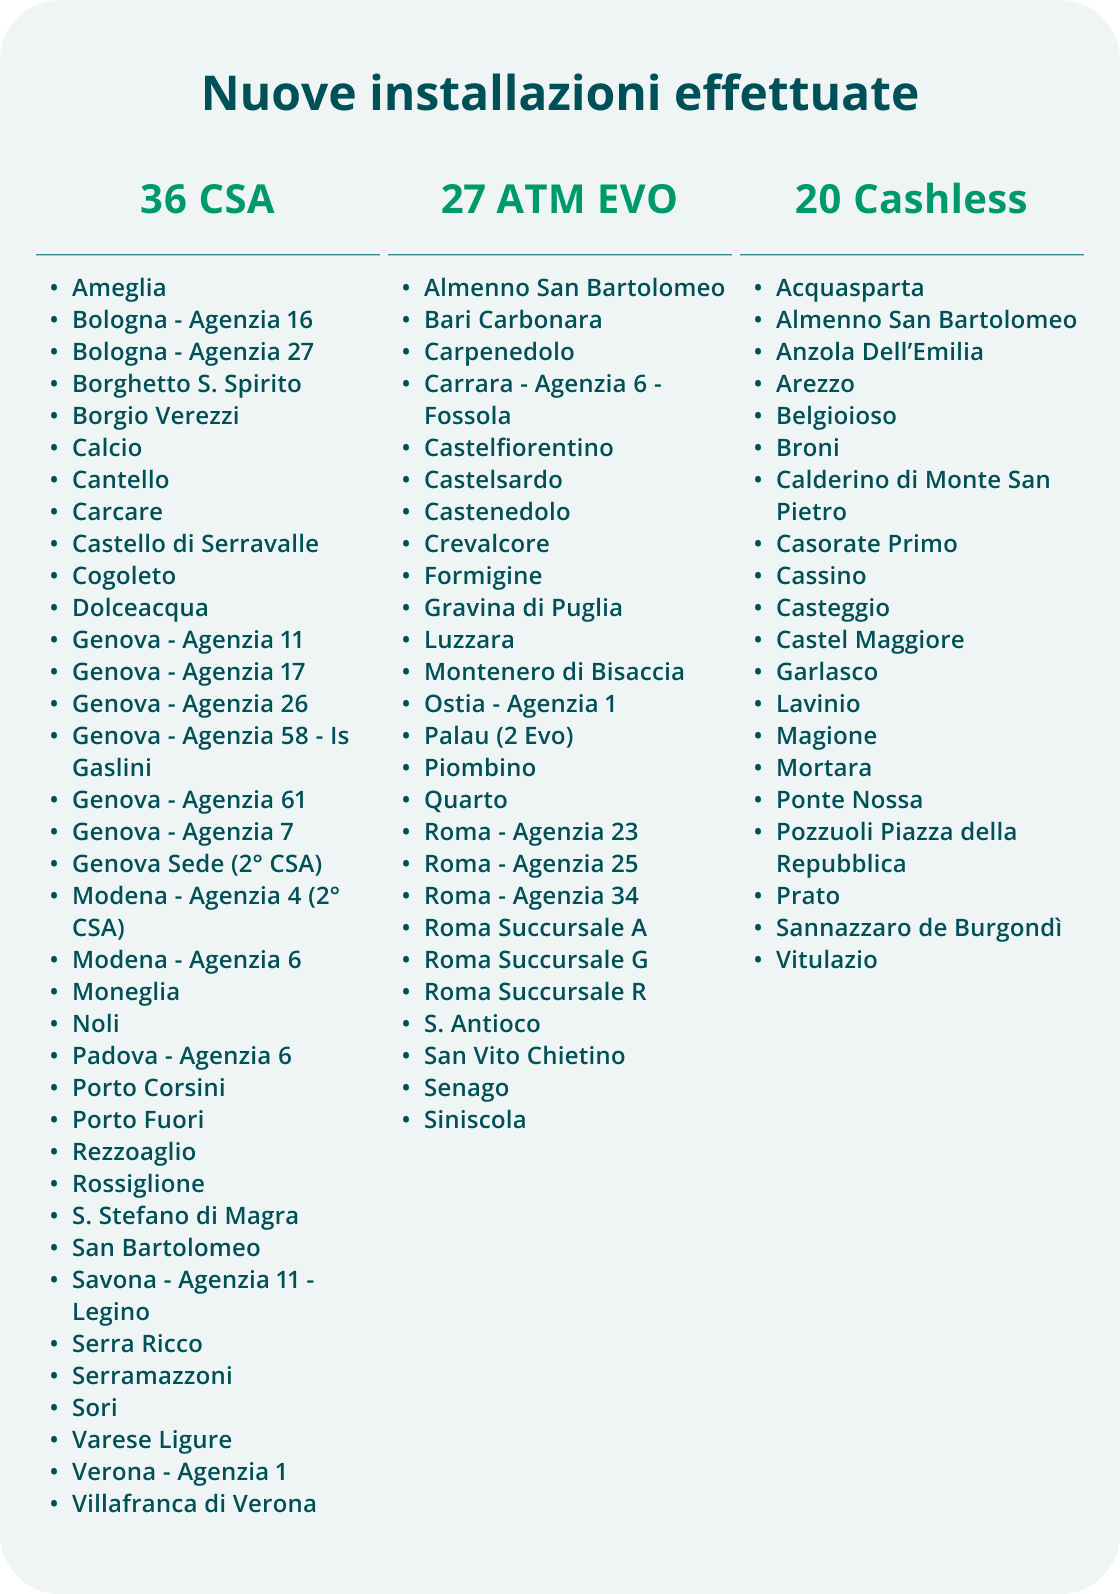 Nuove installazioni effettuate
36 CSA
• Ameglia
• Bologna - Agenzia 16
• Bologna - Agenzia 27
• Borghetto S. Spirito
• Borgio Verezzi
• Calcio
• Cantello
• Carcare
• Castello di Serravalle
• Cogoleto
• Dolceacqua
• Genova - Agenzia 11
• Genova - Agenzia 17
• Genova - Agenzia 26
• Genova - Agenzia 58 - Is
Gaslini
• Genova - Agenzia 61
• Genova - Agenzia 7
• Genova Sede (2° CSA)
• Modena - Agenzia 4 (2°
CSA)
• Modena - Agenzia 6
• Moneglia
• Noli
• Padova - Agenzia 6
• Porto Corsini
• Porto Fuori
• Rezzoaglio
• Rossiglione
• S. Stefano di Magra
• San Bartolomeo
• Savona - Agenzia 11 -
Legino
• Serra Ricco
• Serramazzoni
• Sori
• Varese Ligure
• Verona - Agenzia 1
• Villafranca di Verona
27 ATM EVO
• Almenno San Bartolomeo
• Bari Carbonara
• Carpenedolo
• Carrara - Agenzia 6 -
Fossola
• Castelfiorentino
• Castelsardo
• Castenedolo
• Crevalcore
• Formigine
• Gravina di Puglia
• Luzzara
• Montenero di Bisaccia
• Ostia - Agenzia 1
• Palau (2 Evo)
• Piombino
• Quarto
• Roma - Agenzia 23
• Roma - Agenzia 25
• Roma - Agenzia 34
• Roma Succursale A
• Roma Succursale G
• Roma Succursale R
• S. Antioco
• San Vito Chietino
• Senago
• Siniscola
20 Cashless
• Acquasparta
• Almenno San Bartolomeo
• Anzola Dell’Emilia
• Arezzo
• Belgioioso
• Broni
• Calderino di Monte San
Pietro
• Casorate Primo
• Cassino
• Casteggio
• Castel Maggiore
• Garlasco
• Lavinio
• Magione
• Mortara
• Ponte Nossa
• Pozzuoli Piazza della
Repubblica
• Prato
• Sannazzaro de Burgondì
• Vitulazio